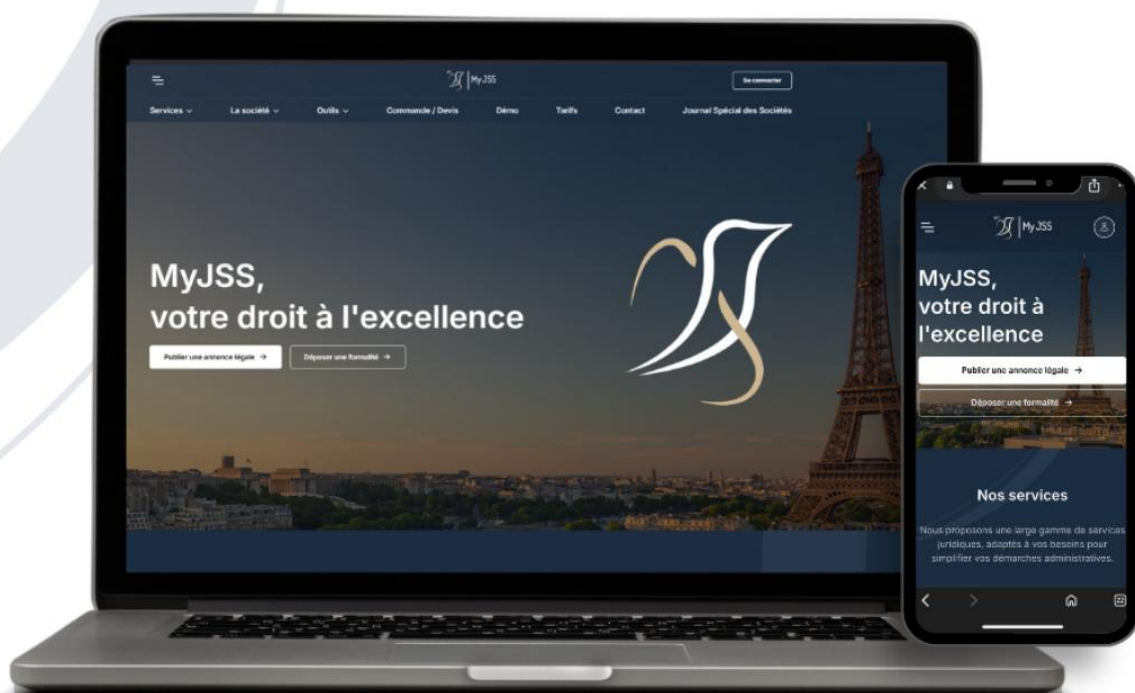 MyJSS
Se connecter
Services
La société
Outils
Commande / Devis
Démo
Tarifs
Contact
Journal Spécial des Sociétés
MyJSS,
votre droit à l'excellence
Publier une annonce légale →
Déposer une formalité →
MyJSS
MyJSS,
votre droit à
l'excellence
Publier une annonce légale →
Déposer une formalité →
Nos services
Nous proposons une large gamme de services
juridiques, adaptés à vos besoins pour
simplifier vos démarches administratives.
22